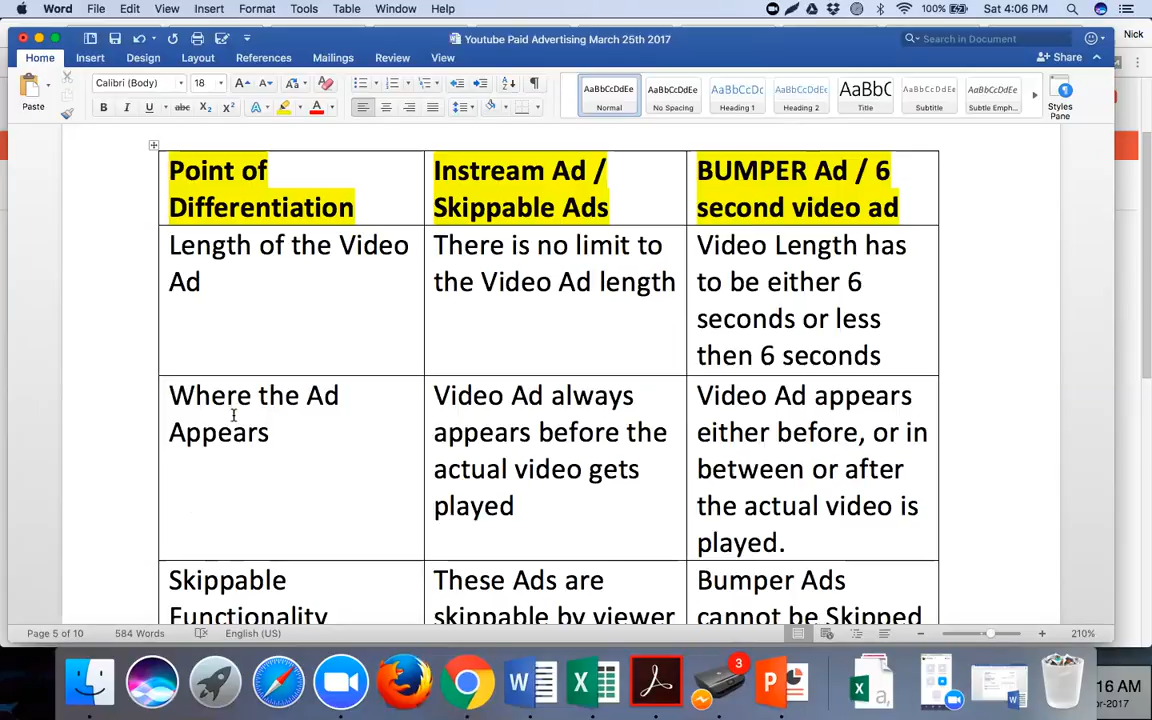 Word File Edit View Insert Format Tools Table Window Help 100% Sat 4:06 PM
Youtube Paid Advertising March 25th 2017
Search in Document
Nick
Home Insert Design Layout References Mailings Review View
Share
Paste
Calibri (Body) 18
B I U abc X₂ X² A A
AaBbCcDdEe AaBbCcDdEe AaBbCcDc AaBbCcDdEe AaBbC AaBbCcDdEe AaBbCcDdEe
Normal No Spacing Heading 1 Heading 2 Title Subtitle Subtle Emph...
Styles
Pane
Point of
Differentiation
Instream Ad /
Skippable Ads
BUMPER Ad / 6
second video ad
Length of the Video
Ad
There is no limit to
the Video Ad length
Video Length has
to be either 6
seconds or less
then 6 seconds
Where the Ad
Appears
Video Ad always
appears before the
actual video gets
played
Video Ad appears
either before, or in
between or after
the actual video is
played.
Skippable
Functionality
These Ads are
skippable by viewer
Bumper Ads
cannot be Skipped
Page 5 of 10 584 Words English (US) 210%
3
W X P X a, W
16 AM
r-2017